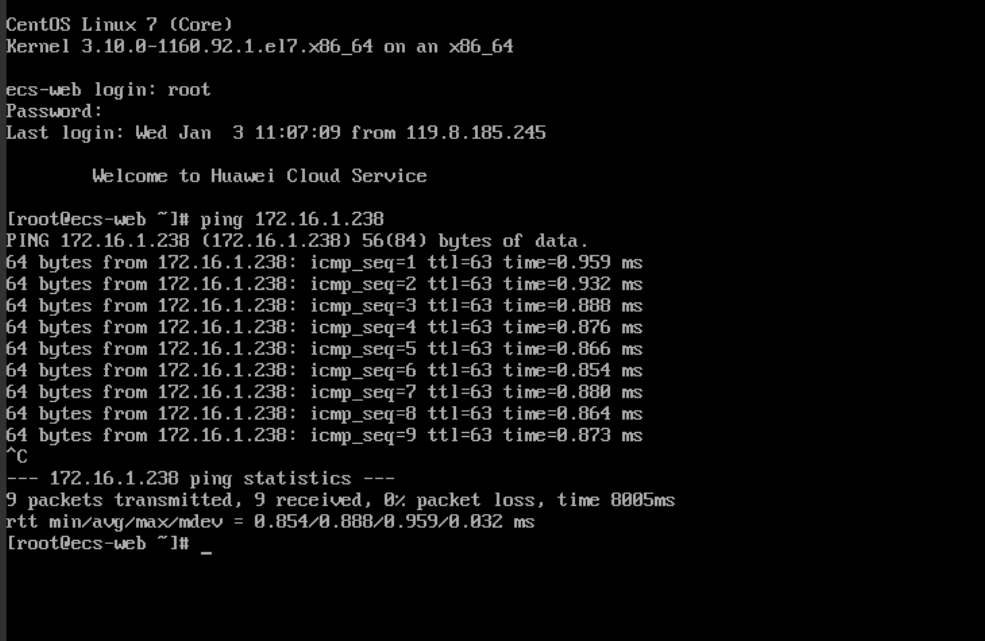 CentOS Linux 7 (Core)
Kernel 3.10.0-1160.92.1.el7.x86_64 on an x86_64
ecs-web login: root
Password:
Last login: Wed Jan  3 11:07:09 from 119.8.185.245
Welcome to Huawei Cloud Service
[root@ecs-web ~]# ping 172.16.1.238
PING 172.16.1.238 (172.16.1.238) 56(84) bytes of data.
64 bytes from 172.16.1.238: icmp_seq=1 ttl=63 time=0.959 ms
64 bytes from 172.16.1.238: icmp_seq=2 ttl=63 time=0.932 ms
64 bytes from 172.16.1.238: icmp_seq=3 ttl=63 time=0.888 ms
64 bytes from 172.16.1.238: icmp_seq=4 ttl=63 time=0.876 ms
64 bytes from 172.16.1.238: icmp_seq=5 ttl=63 time=0.866 ms
64 bytes from 172.16.1.238: icmp_seq=6 ttl=63 time=0.854 ms
64 bytes from 172.16.1.238: icmp_seq=7 ttl=63 time=0.880 ms
64 bytes from 172.16.1.238: icmp_seq=8 ttl=63 time=0.864 ms
64 bytes from 172.16.1.238: icmp_seq=9 ttl=63 time=0.873 ms
^C
--- 172.16.1.238 ping statistics ---
9 packets transmitted, 9 received, 0% packet loss, time 8005ms
rtt min/avg/max/mdev = 0.854/0.888/0.959/0.032 ms
[root@ecs-web ~]# _